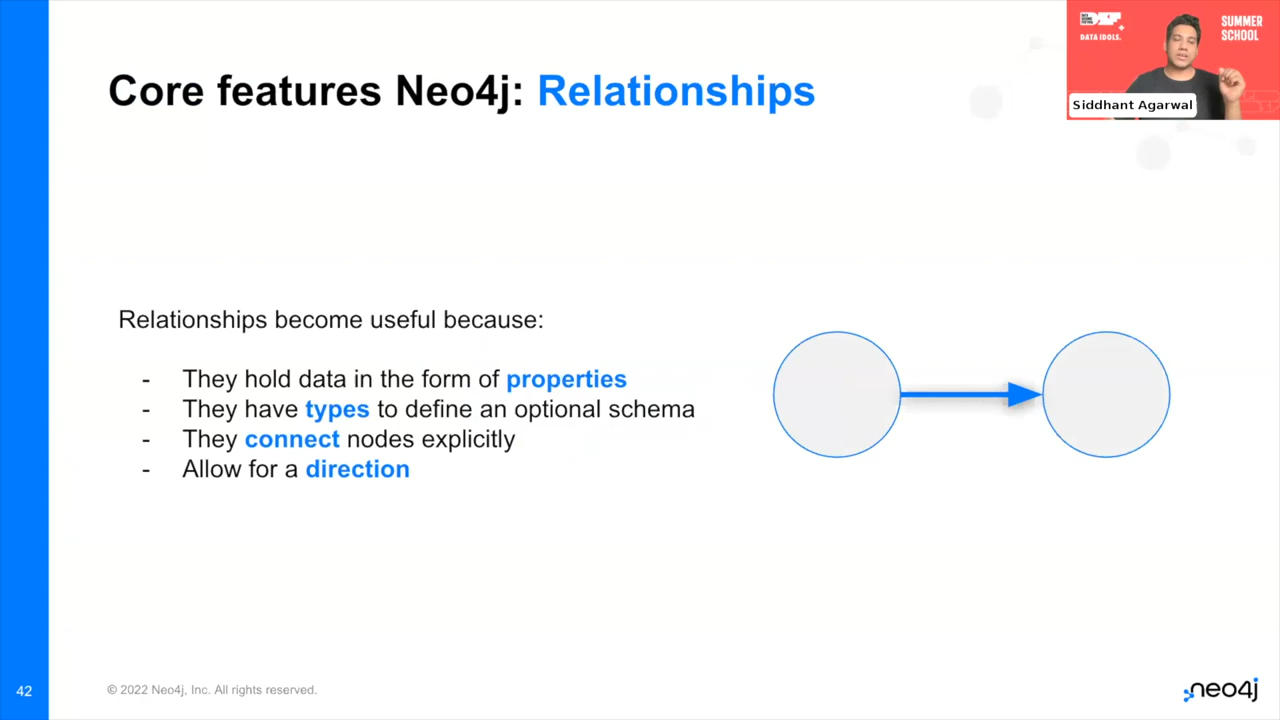 Core features Neo4j: Relationships
DATA IDOLS.
SUMMER
SCHOOL
Siddhant Agarwal
Relationships become useful because:
- They hold data in the form of properties
- They have types to define an optional schema
- They connect nodes explicitly
- Allow for a direction
42
© 2022 Neo4j, Inc. All rights reserved.
neo4j